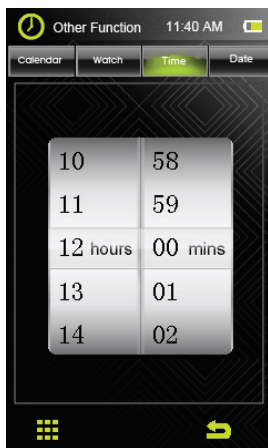 Other Function 11:40 AM
Calendar Watch Time Date
10 58
11 59
12 hours 00 mins
13 01
14 02